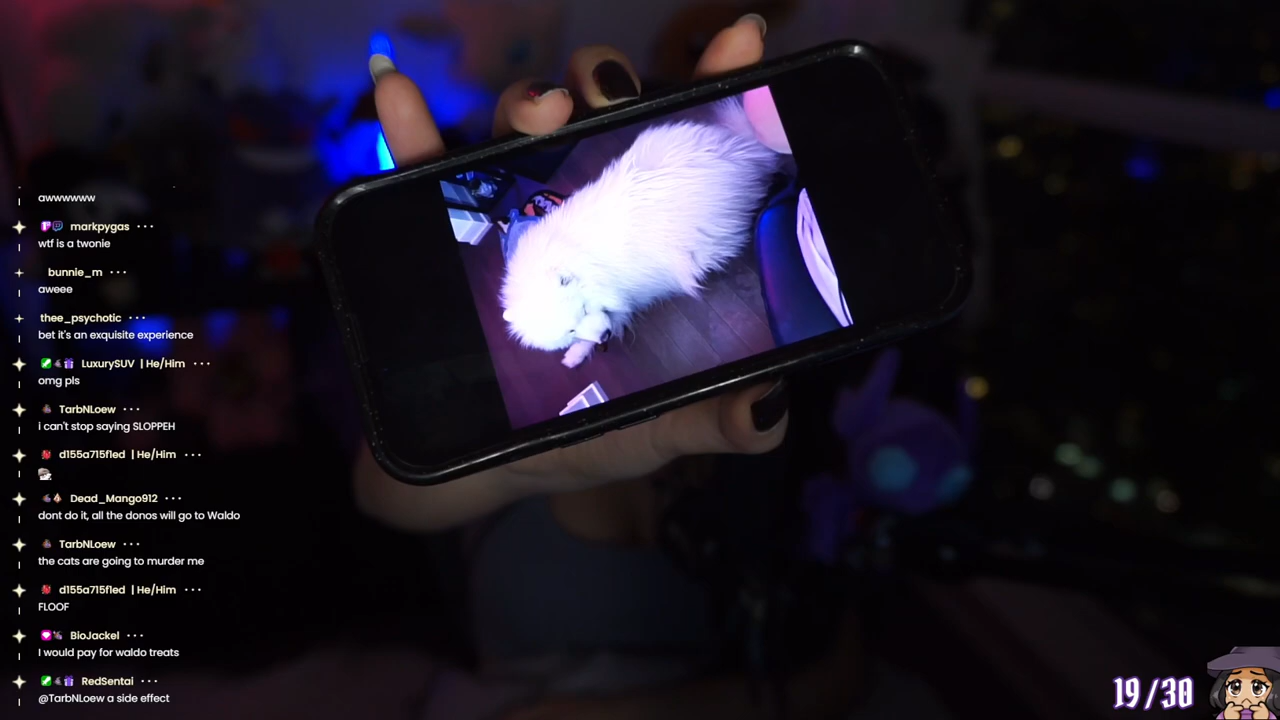 awwwwww
markpygas ···
wtf is a twonie
bunnie_m ···
aweee
thee_psychotic ···
bet it's an exquisite experience
LuxurySUV | He/Him ···
omg pls
TarbNLoew ···
i can't stop saying SLOPPEH
d155a715f1ed | He/Him ···
Dead_Mango912 ···
dont do it, all the donos will go to Waldo
TarbNLoew ···
the cats are going to murder me
d155a715f1ed | He/Him ···
FLOOF
BioJackel ···
I would pay for waldo treats
RedSentai ···
@TarbNLoew a side effect
19/30